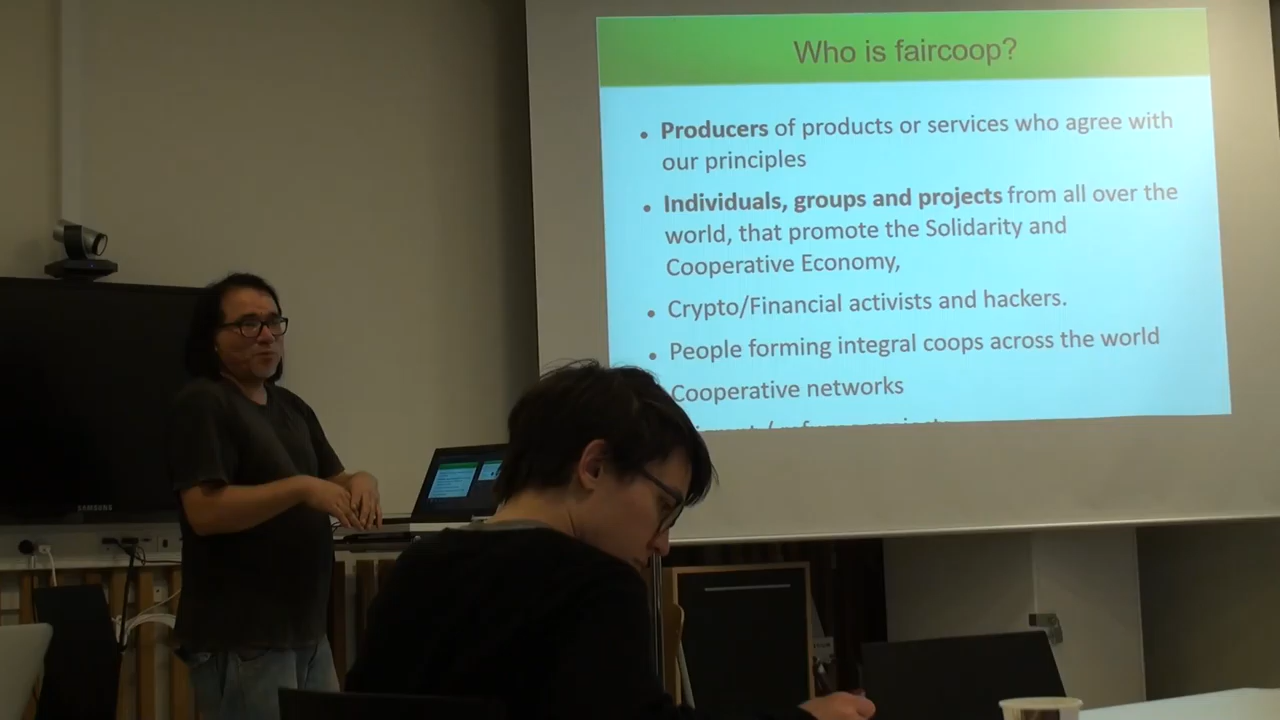 Who is faircoop?
• Producers of products or services who agree with
our principles
• Individuals, groups and projects from all over the
world, that promote the Solidarity and
Cooperative Economy,
• Crypto/Financial activists and hackers.
• People forming integral coops across the world
Cooperative networks
SAMSUNG